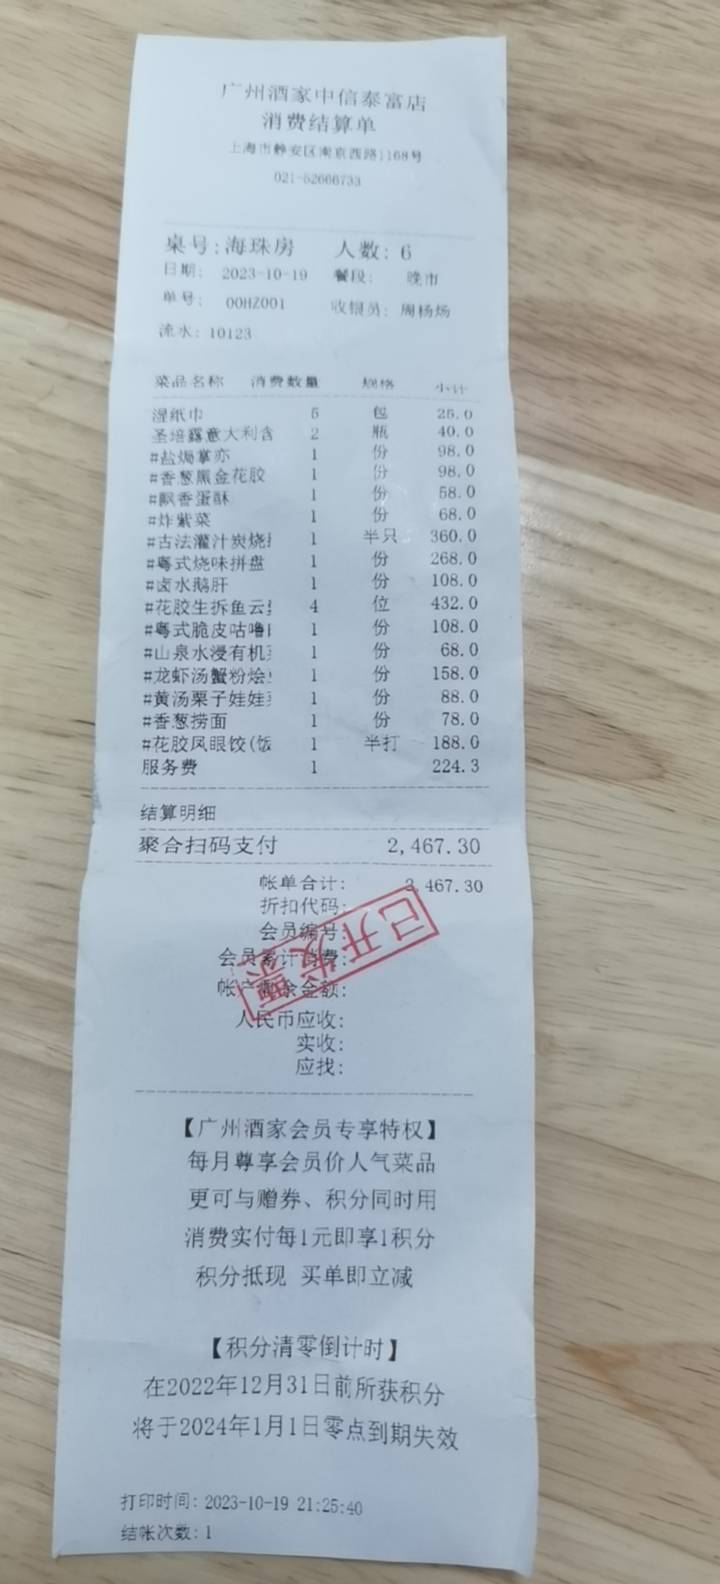 广州酒家中信泰富店
消费结算单
上海市静安区南京西路1168号
021-52666733
桌号: 海珠房 人数: 6
日期: 2023-10-19 餐段: 晚市
单号: 00HZ001 收银员: 周杨炀
流水: 10123
菜品名称 消费数量 规格 小计
湿纸巾 5 包 25.0
圣培露意大利含 2 瓶 40.0
#盐焗掌亦 1 份 98.0
#香葱黑金花胶 1 份 98.0
#飘香蛋酥 1 份 58.0
#炸紫菜 1 份 68.0
#古法灌汁炭烧 1 半只 360.0
#粤式烧味拼盘 1 份 268.0
#卤水鹅肝 1 份 108.0
#花胶生拆鱼云 4 位 432.0
#粤式脆皮咕噜 1 份 108.0
#山泉水浸有机 1 份 68.0
#龙虾汤蟹粉烩 1 份 158.0
#黄汤栗子娃娃 1 份 88.0
#香葱捞面 1 份 78.0
#花胶凤眼饺(饭 1 半打 188.0
服务费 1 224.3
结算明细
聚合扫码支付 2,467.30
帐单合计: 2,467.30
折扣代码:
会员编号:
会员累计消费:
帐户剩余金额:
已开发票
人民币应收:
实收:
应找:
【广州酒家会员专享特权】
每月尊享会员价人气菜品
更可与赠券、积分同时用
消费实付每1元即享1积分
积分抵现 买单即立减
【积分清零倒计时】
在2022年12月31日前所获积分
将于2024年1月1日零点到期失效
打印时间: 2023-10-19 21:25:40
结帐次数: 1